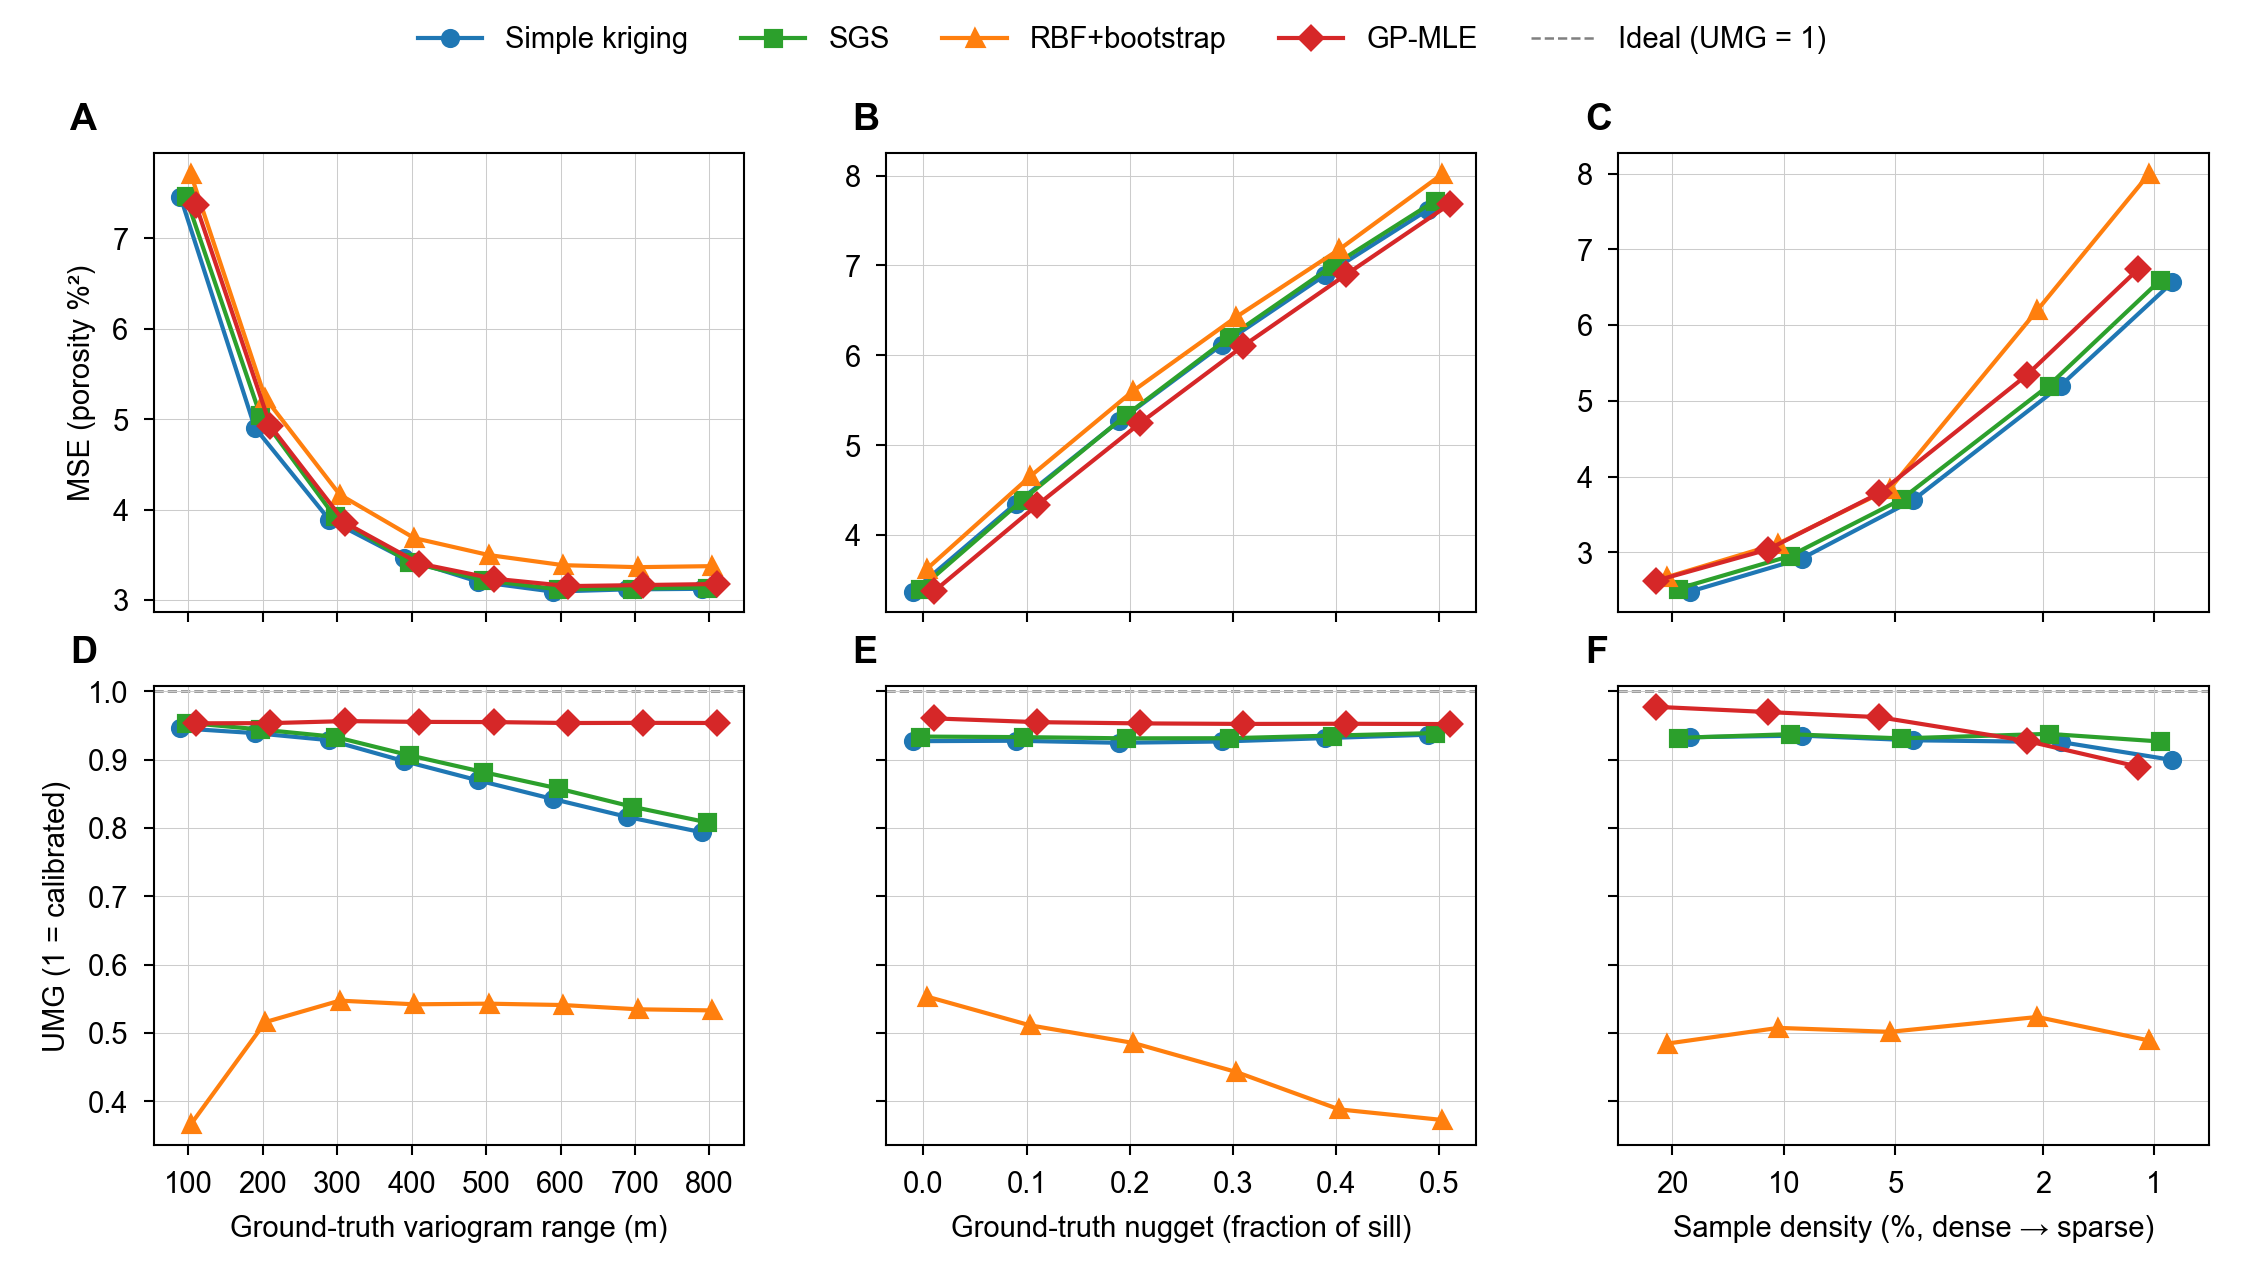 Simple kriging SGS RBF+bootstrap GP-MLE Ideal (UMG = 1)
A
B
C
MSE (porosity %²)
7
6
5
4
3
8
7
6
5
4
8
7
6
5
4
3
D
E
F
UMG (1 = calibrated)
1.0
0.9
0.8
0.7
0.6
0.5
0.4
100 200 300 400 500 600 700 800
Ground-truth variogram range (m)
0.0 0.1 0.2 0.3 0.4 0.5
Ground-truth nugget (fraction of sill)
20 10 5 2 1
Sample density (%, dense → sparse)